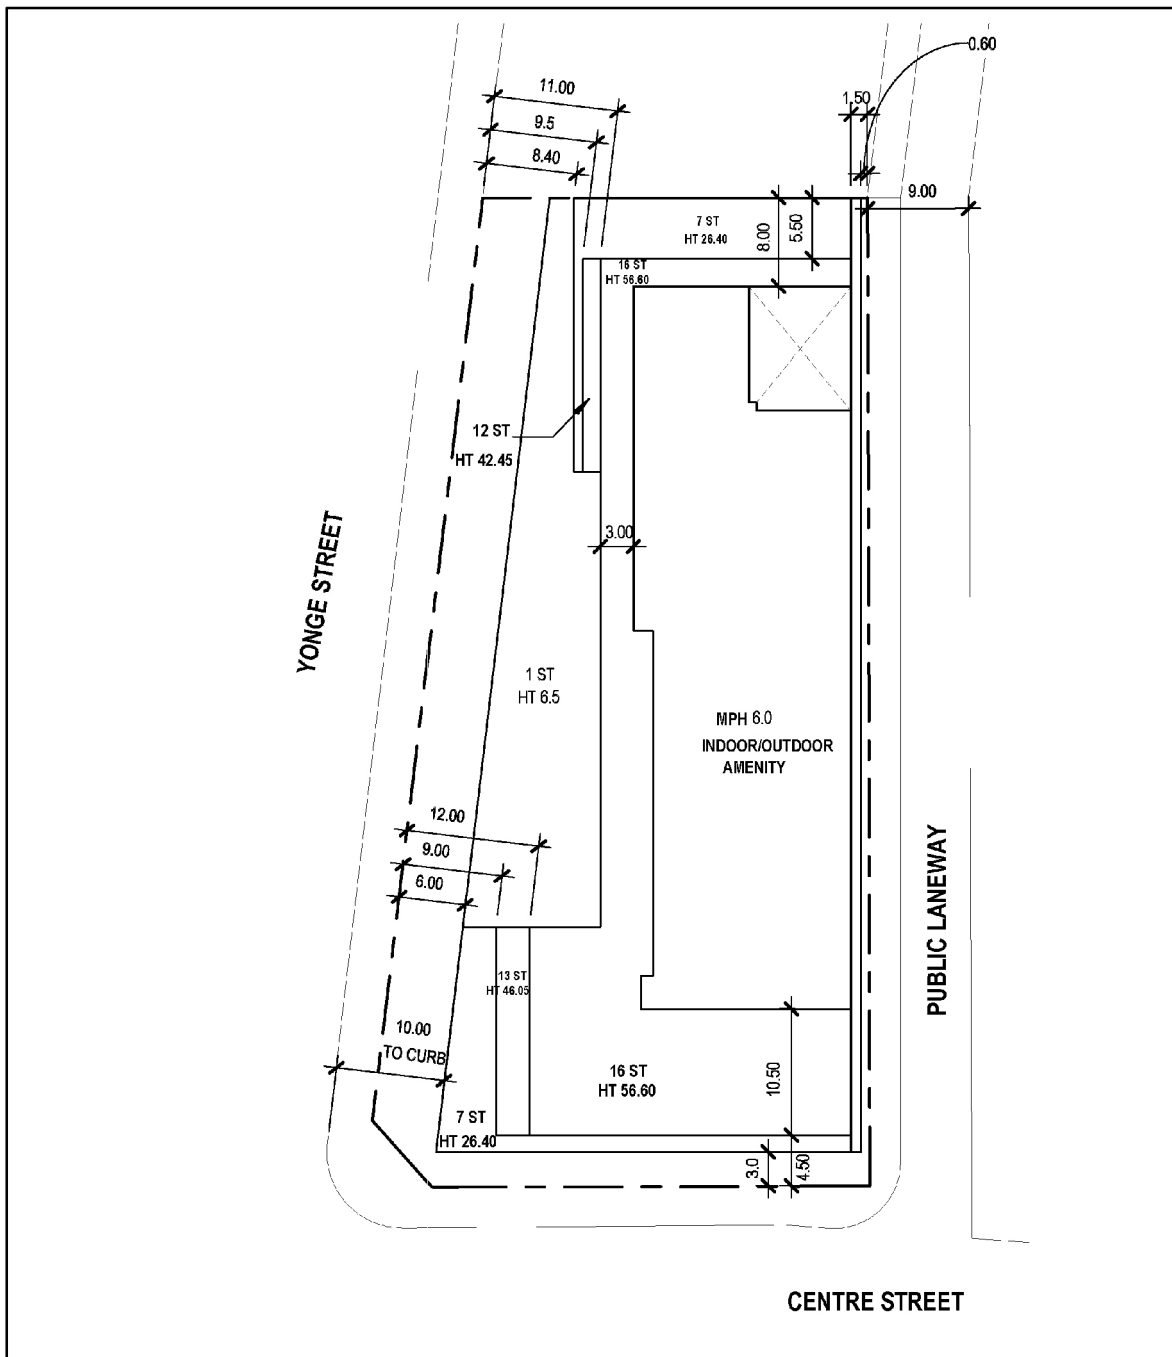 0.60
11.00
1.50
9.5
8.40
9.00
7 ST
HT 26.40
8.00
5.50
16 ST
HT 56.60
12 ST
HT 42.45
3.00
YONGE STREET
1 ST
HT 6.5
MPH 6.0
INDOOR/OUTDOOR
AMENITY
12.00
9.00
6.00
PUBLIC LANEWAY
13 ST
HT 46.05
10.00
TO CURB
16 ST
HT 56.60
10.50
7 ST
HT 26.40
3.0
4.50
CENTRE STREET